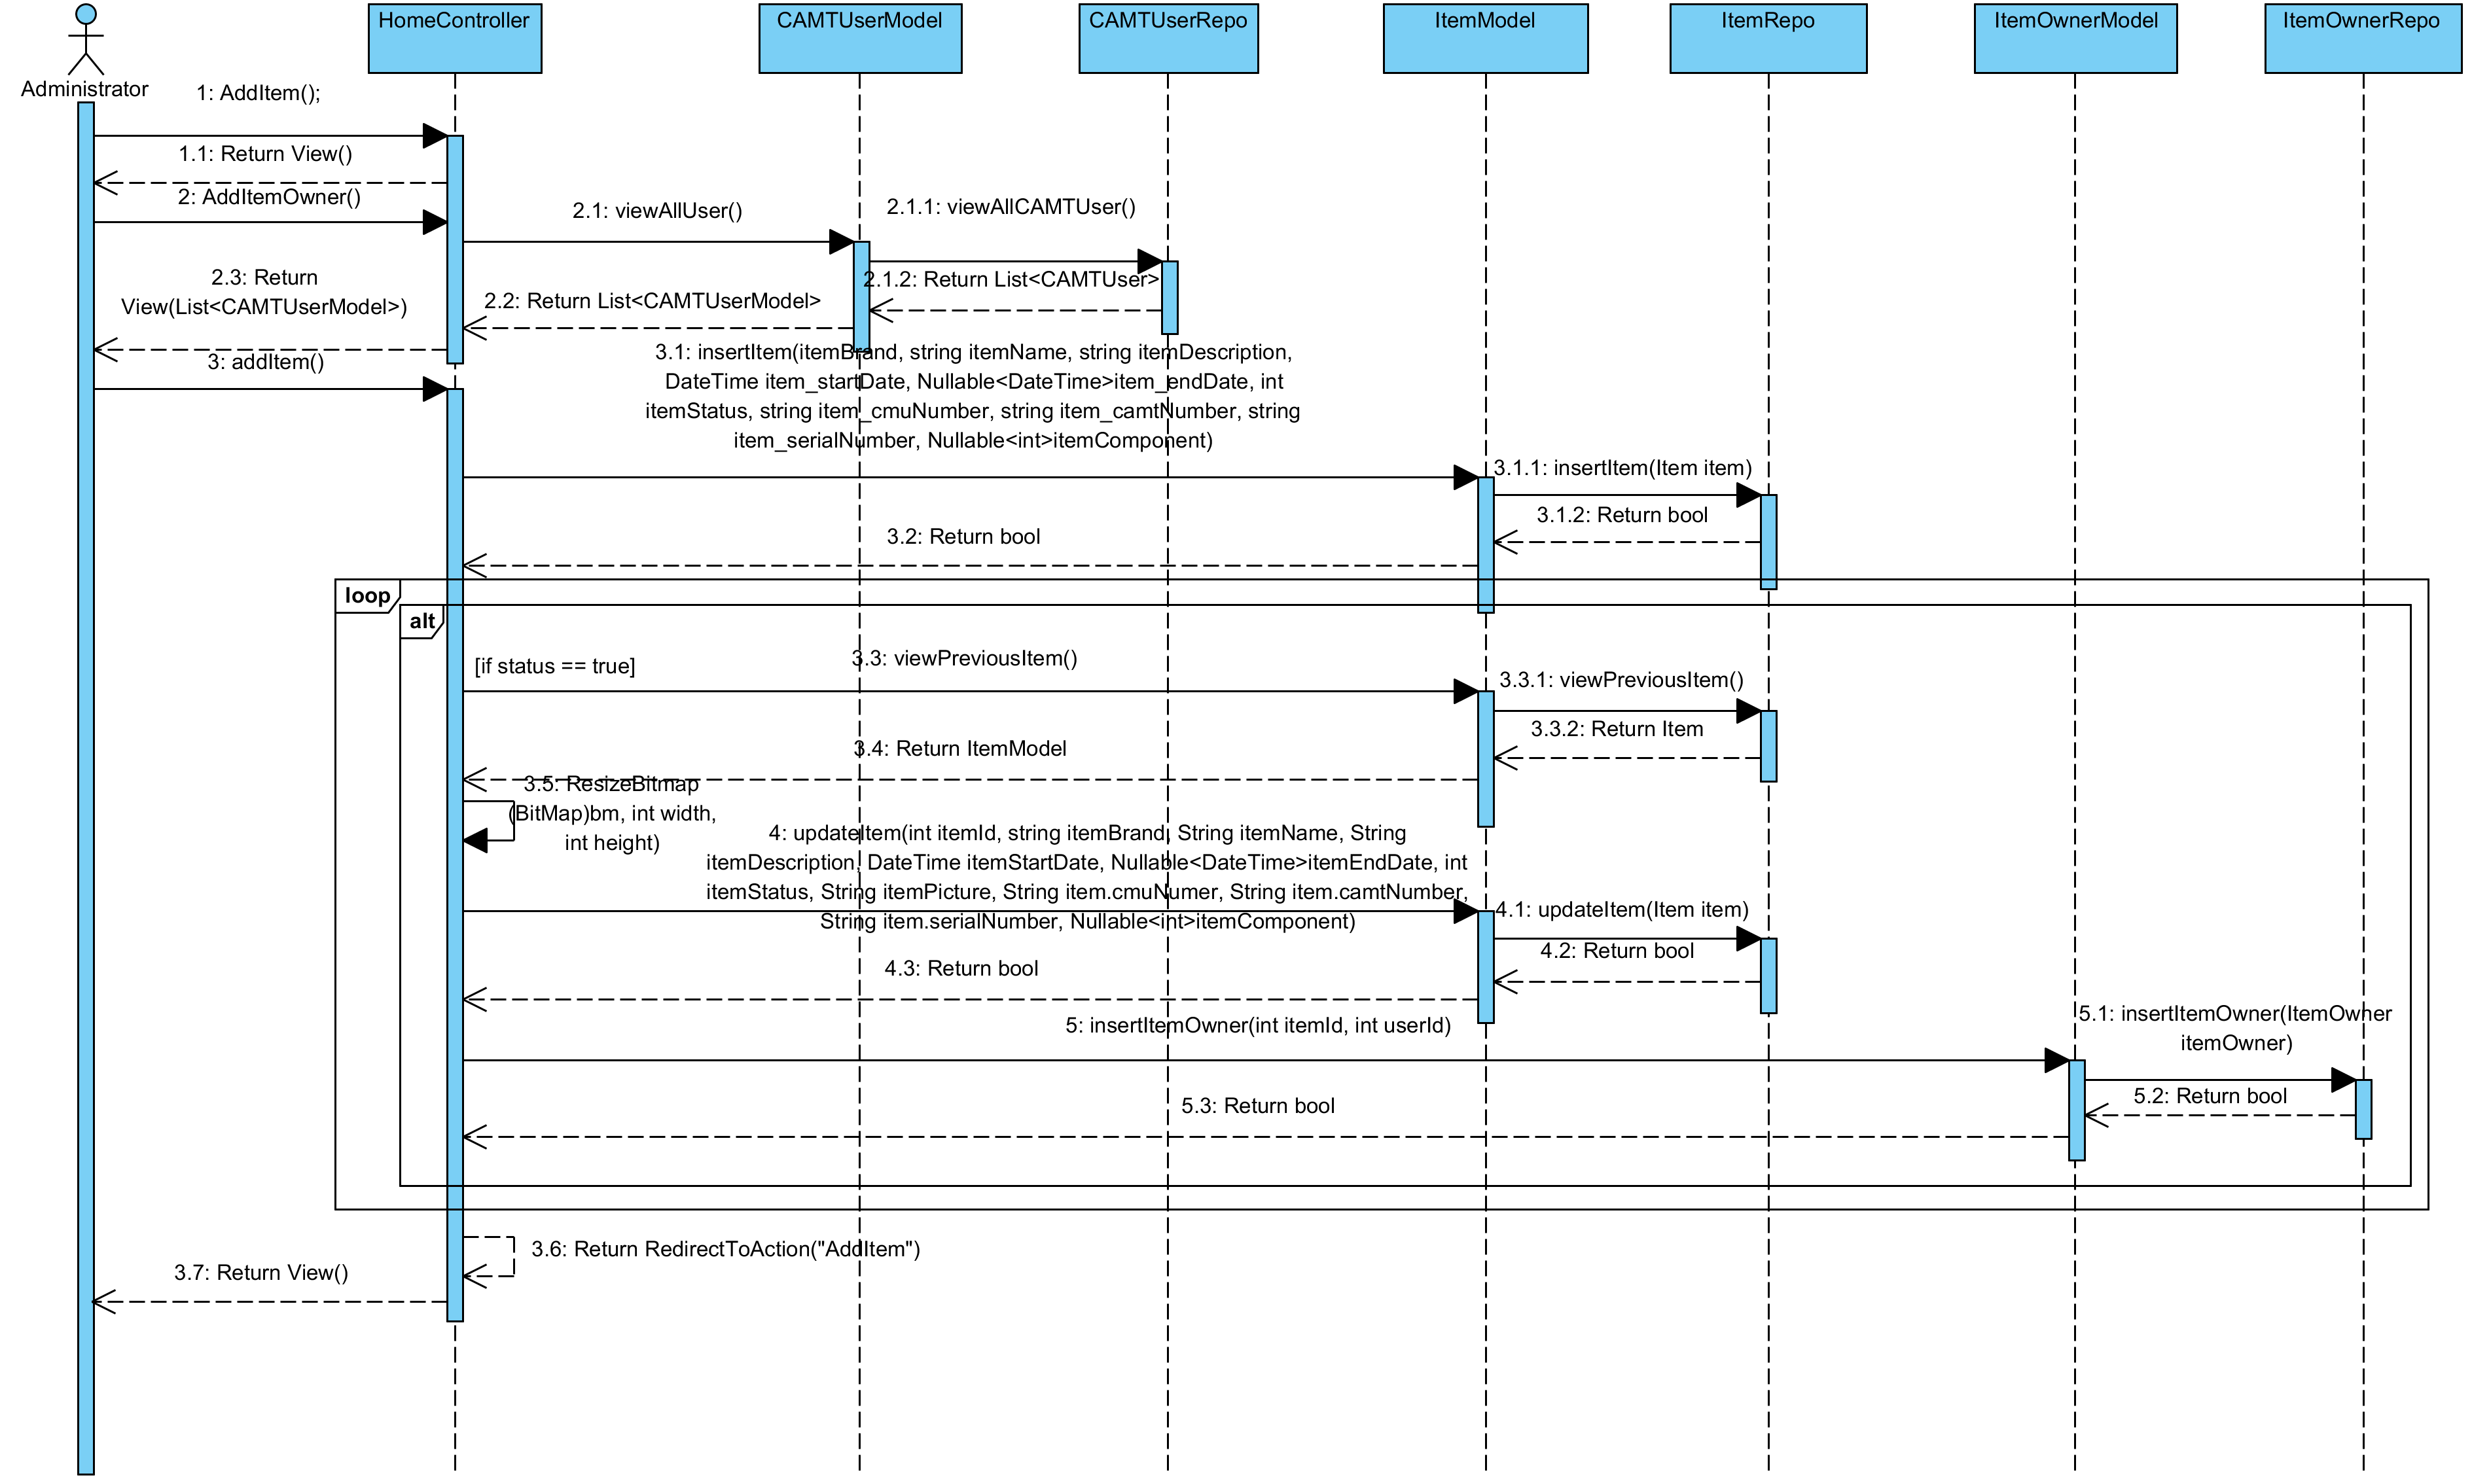 HomeController
CAMTUserModel
CAMTUserRepo
ItemModel
ItemRepo
ItemOwnerModel
ItemOwnerRepo
Administrator
1: AddItem();
1.1: Return View()
2: AddItemOwner()
2.1: viewAllUser()
2.1.1: viewAllCAMTUser()
2.1.2: Return List<CAMTUser>
2.2: Return List<CAMTUserModel>
2.3: Return
View(List<CAMTUserModel>)
3: addItem()
3.1: insertItem(itemBrand, string itemName, string itemDescription,
DateTime item_startDate, Nullable<DateTime>item_endDate, int
itemStatus, string item_cmuNumber, string item_camtNumber, string
item_serialNumber, Nullable<int>itemComponent)
3.1.1: insertItem(Item item)
3.1.2: Return bool
3.2: Return bool
loop
alt
[if status == true]
3.3: viewPreviousItem()
3.3.1: viewPreviousItem()
3.3.2: Return Item
3.4: Return ItemModel
3.5: ResizeBitmap
(BitMap)bm, int width,
int height)
4: updateItem(int itemId, string itemBrand, String itemName, String
itemDescription, DateTime itemStartDate, Nullable<DateTime>itemEndDate, int
itemStatus, String itemPicture, String item.cmuNumer, String item.camtNumber,
String item.serialNumber, Nullable<int>itemComponent)
4.1: updateItem(Item item)
4.2: Return bool
4.3: Return bool
5: insertItemOwner(int itemId, int userId)
5.1: insertItemOwner(ItemOwner
itemOwner)
5.2: Return bool
5.3: Return bool
3.6: Return RedirectToAction("AddItem")
3.7: Return View()